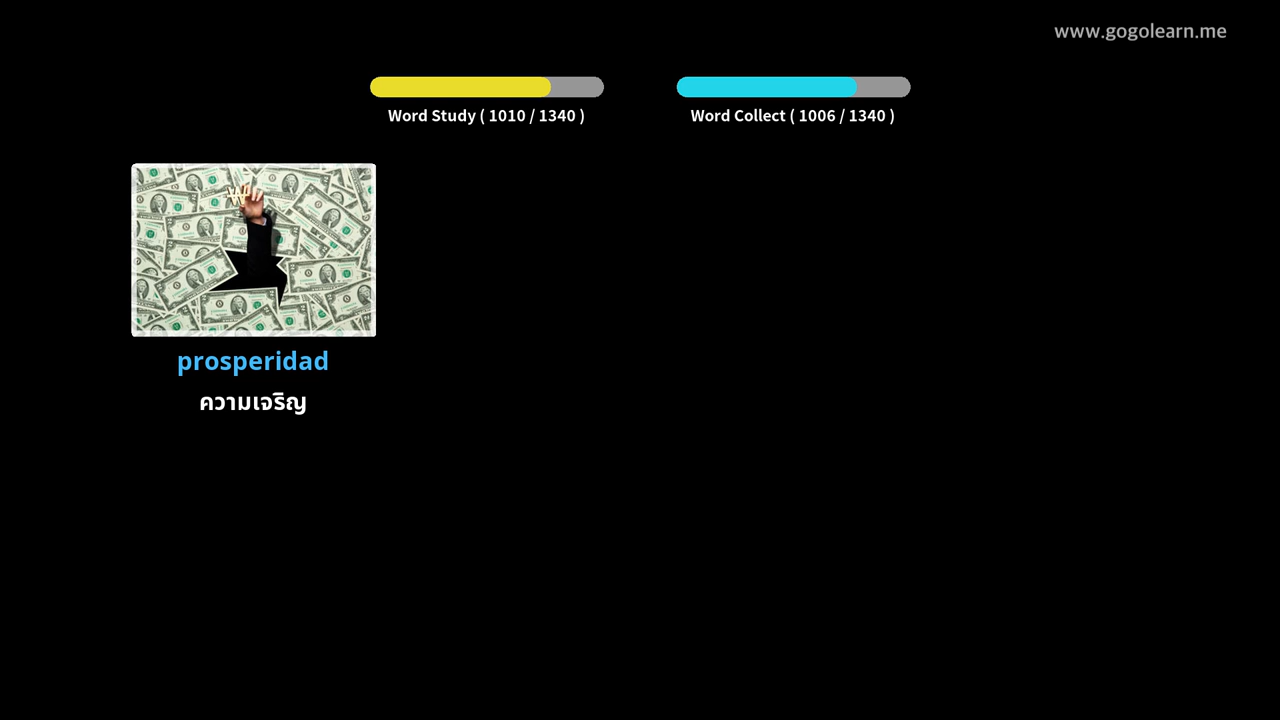 www.gogolearn.me
Word Study ( 1010 / 1340 )
Word Collect ( 1006 / 1340 )
prosperidad
ความเจริญ